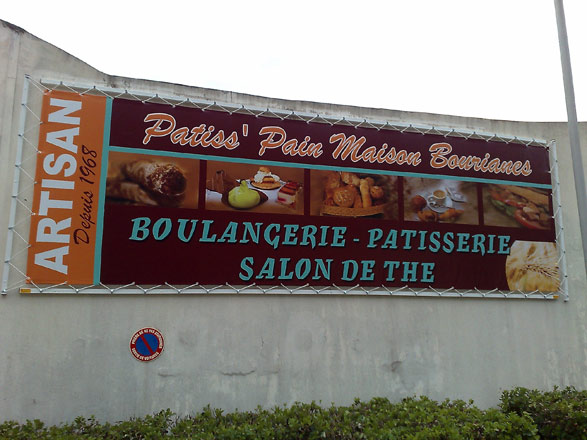 ARTISAN
Depuis 1968
Patiss' Pain Maison Bourianes
BOULANGERIE - PATISSERIE
SALON DE THE